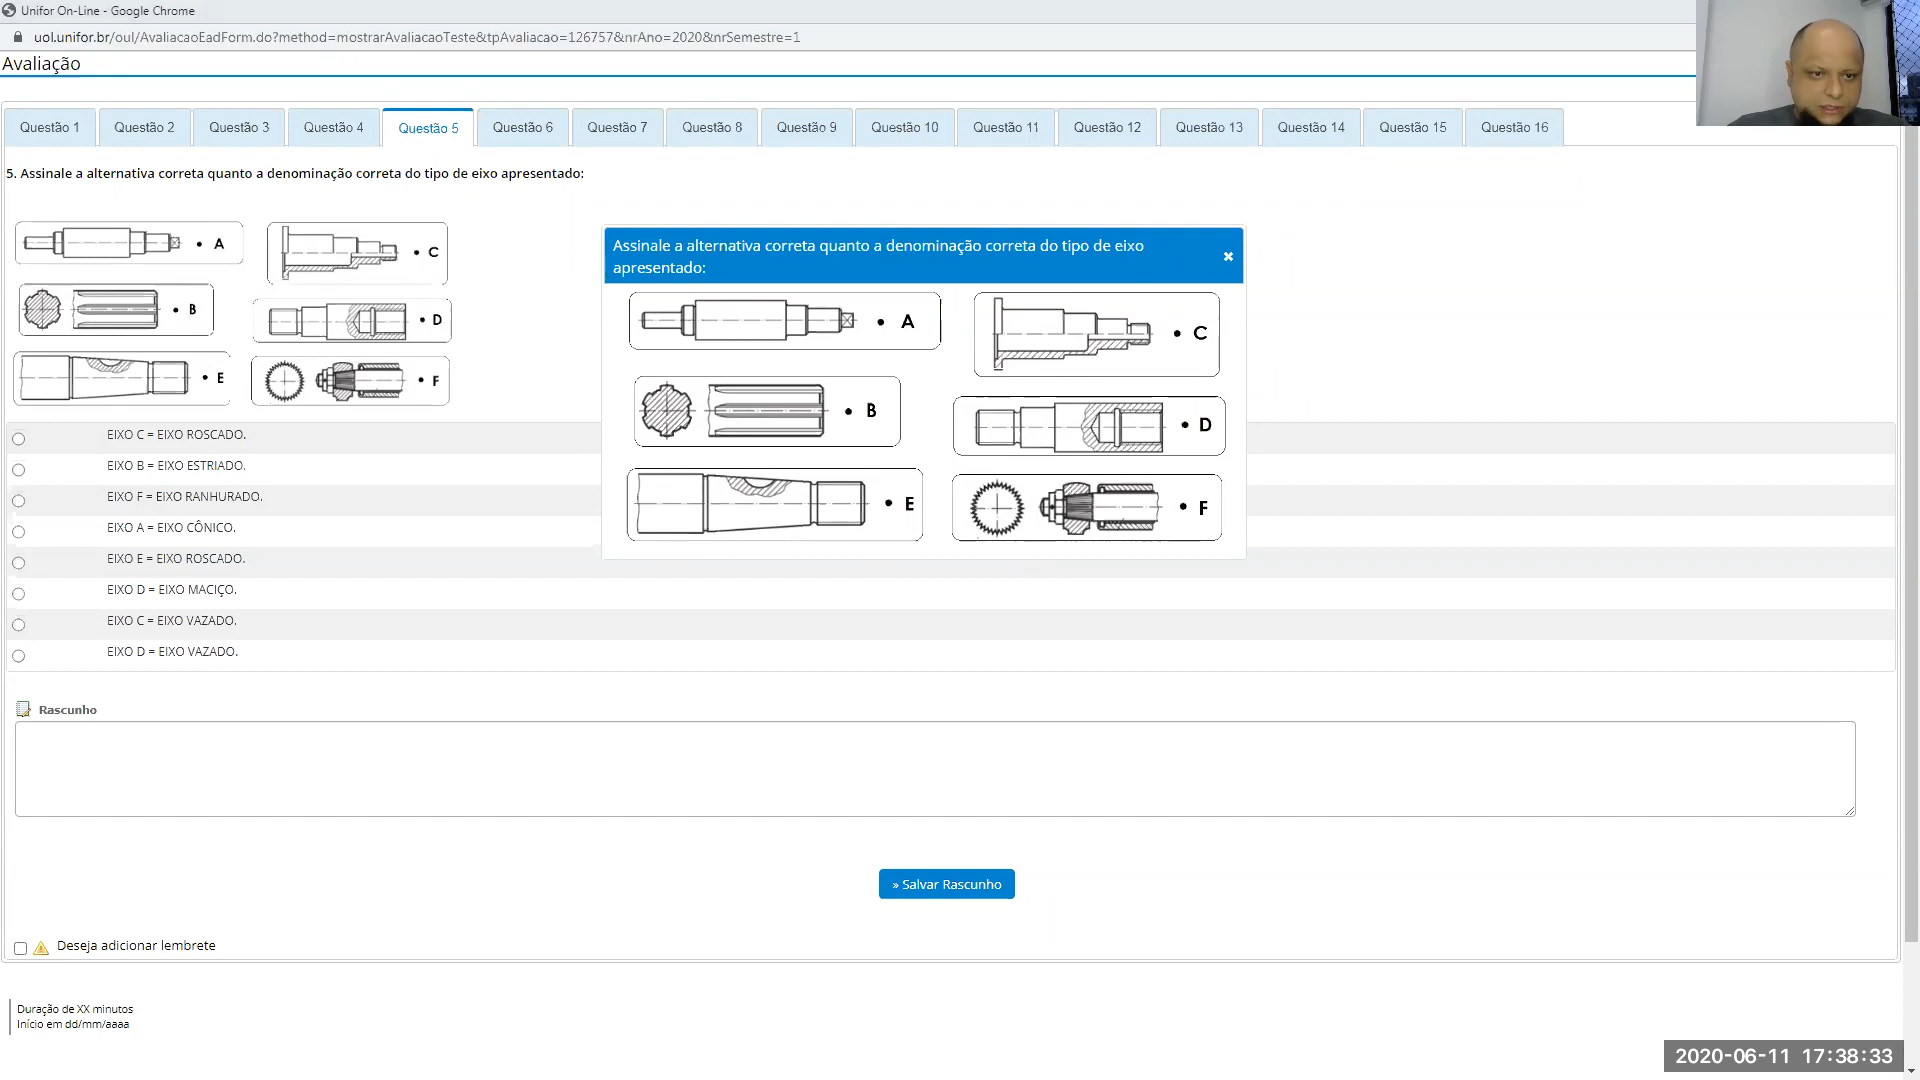 Unifor On-Line - Google Chrome
uol.unifor.br/oul/AvaliacaoEadForm.do?method=mostrarAvaliacaoTeste&tpAvaliacao=126757&nrAno=2020&nrSemestre=1
Avaliação
Questão 1 Questão 2 Questão 3 Questão 4 Questão 5 Questão 6 Questão 7 Questão 8 Questão 9 Questão 10 Questão 11 Questão 12 Questão 13 Questão 14 Questão 15 Questão 16
5. Assinale a alternativa correta quanto a denominação correta do tipo de eixo apresentado:
• A
• C
• B
• D
• E
• F
Assinale a alternativa correta quanto a denominação correta do tipo de eixo
apresentado:
• A
• C
• B
• D
• E
• F
EIXO C = EIXO ROSCADO.
EIXO B = EIXO ESTRIADO.
EIXO F = EIXO RANHURADO.
EIXO A = EIXO CÔNICO.
EIXO E = EIXO ROSCADO.
EIXO D = EIXO MACIÇO.
EIXO C = EIXO VAZADO.
EIXO D = EIXO VAZADO.
Rascunho
» Salvar Rascunho
Deseja adicionar lembrete
Duração de XX minutos
Início em dd/mm/aaaa
2020-06-11 17:38:33